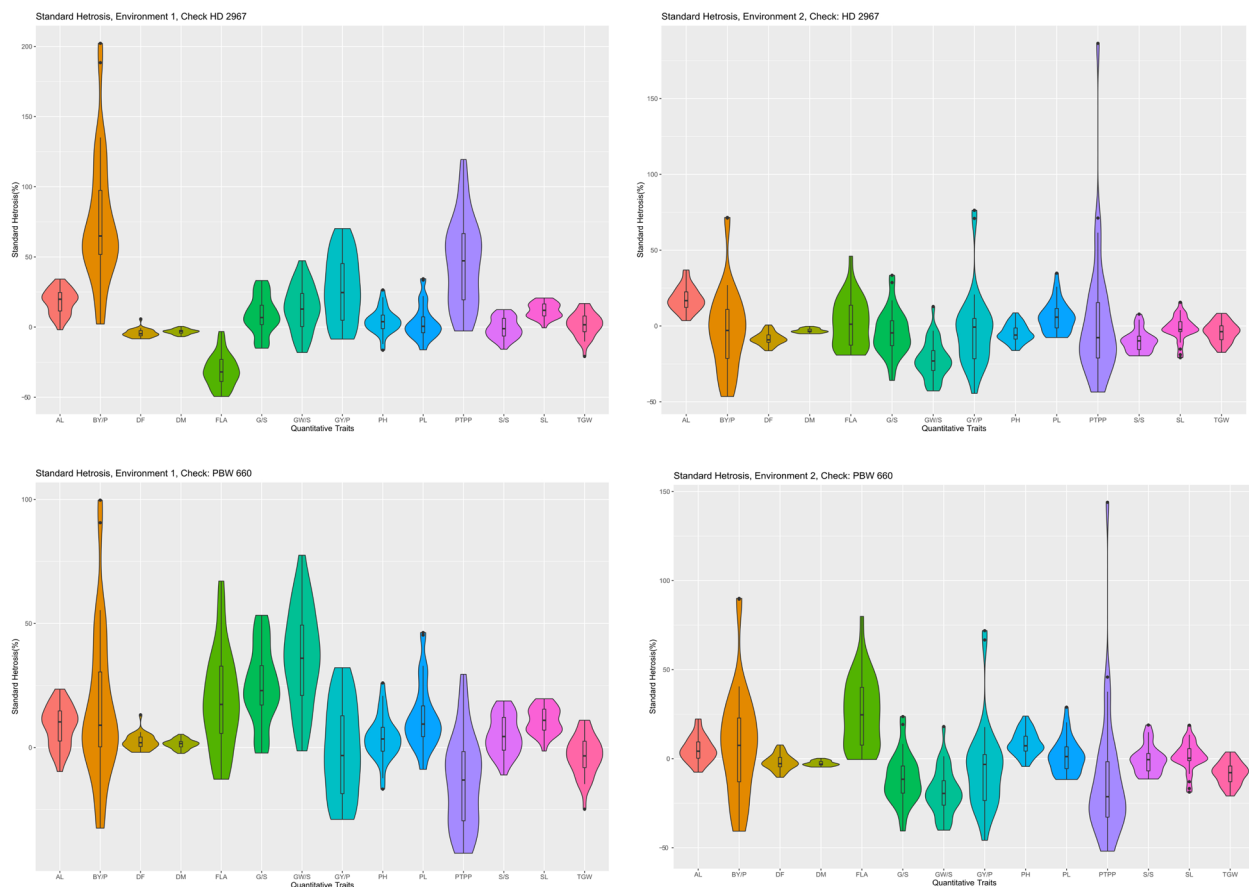 Standard Hetrosis, Environment 1, Check HD 2967
200
150
100
50
0
−50
Standard Hetrosis(%)
AL BY/P DF DM FLA G/S GW/S GY/P PH PL PTPP S/S SL TGW
Quantitative Traits
Standard Hetrosis, Environment 2, Check: HD 2967
150
100
50
0
−50
Standard Hetrosis(%)
AL BY/P DF DM FLA G/S GW/S GY/P PH PL PTPP S/S SL TGW
Quantitative Traits
Standard Hetrosis, Environment 1, Check: PBW 660
100
50
0
Standard Hetrosis(%)
AL BY/P DF DM FLA G/S GW/S GY/P PH PL PTPP S/S SL TGW
Quantitative Traits
Standard Hetrosis, Environment 2, Check: PBW 660
150
100
50
0
−50
Standard Hetrosis(%)
AL BY/P DF DM FLA G/S GW/S GY/P PH PL PTPP S/S SL TGW
Quantitative Traits